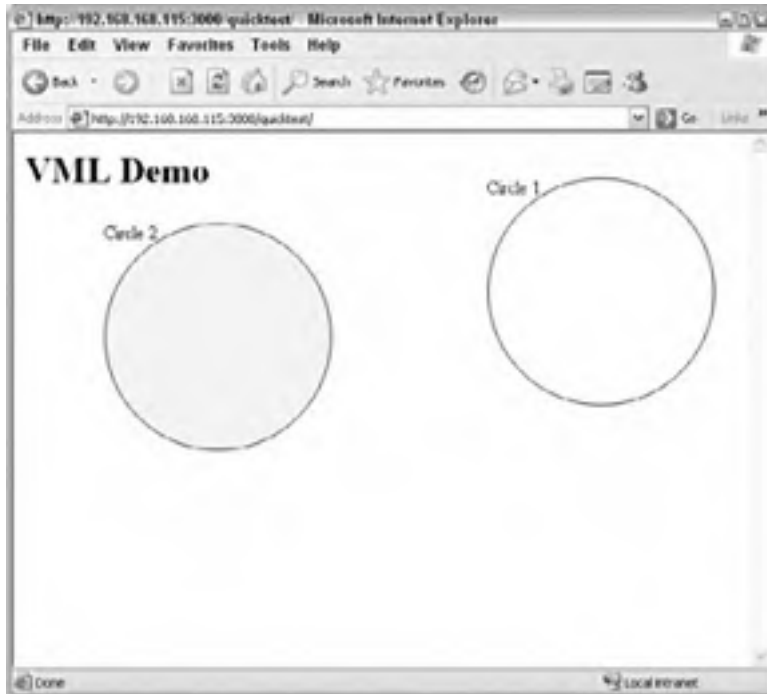 http://192.168.168.115:3000/quicktest/ - Microsoft Internet Explorer
File Edit View Favorites Tools Help
Back Search Favorites
Address http://192.168.168.115:3000/quicktest/ Go Links »
VML Demo
Circle 1
Circle 2
Done Local intranet